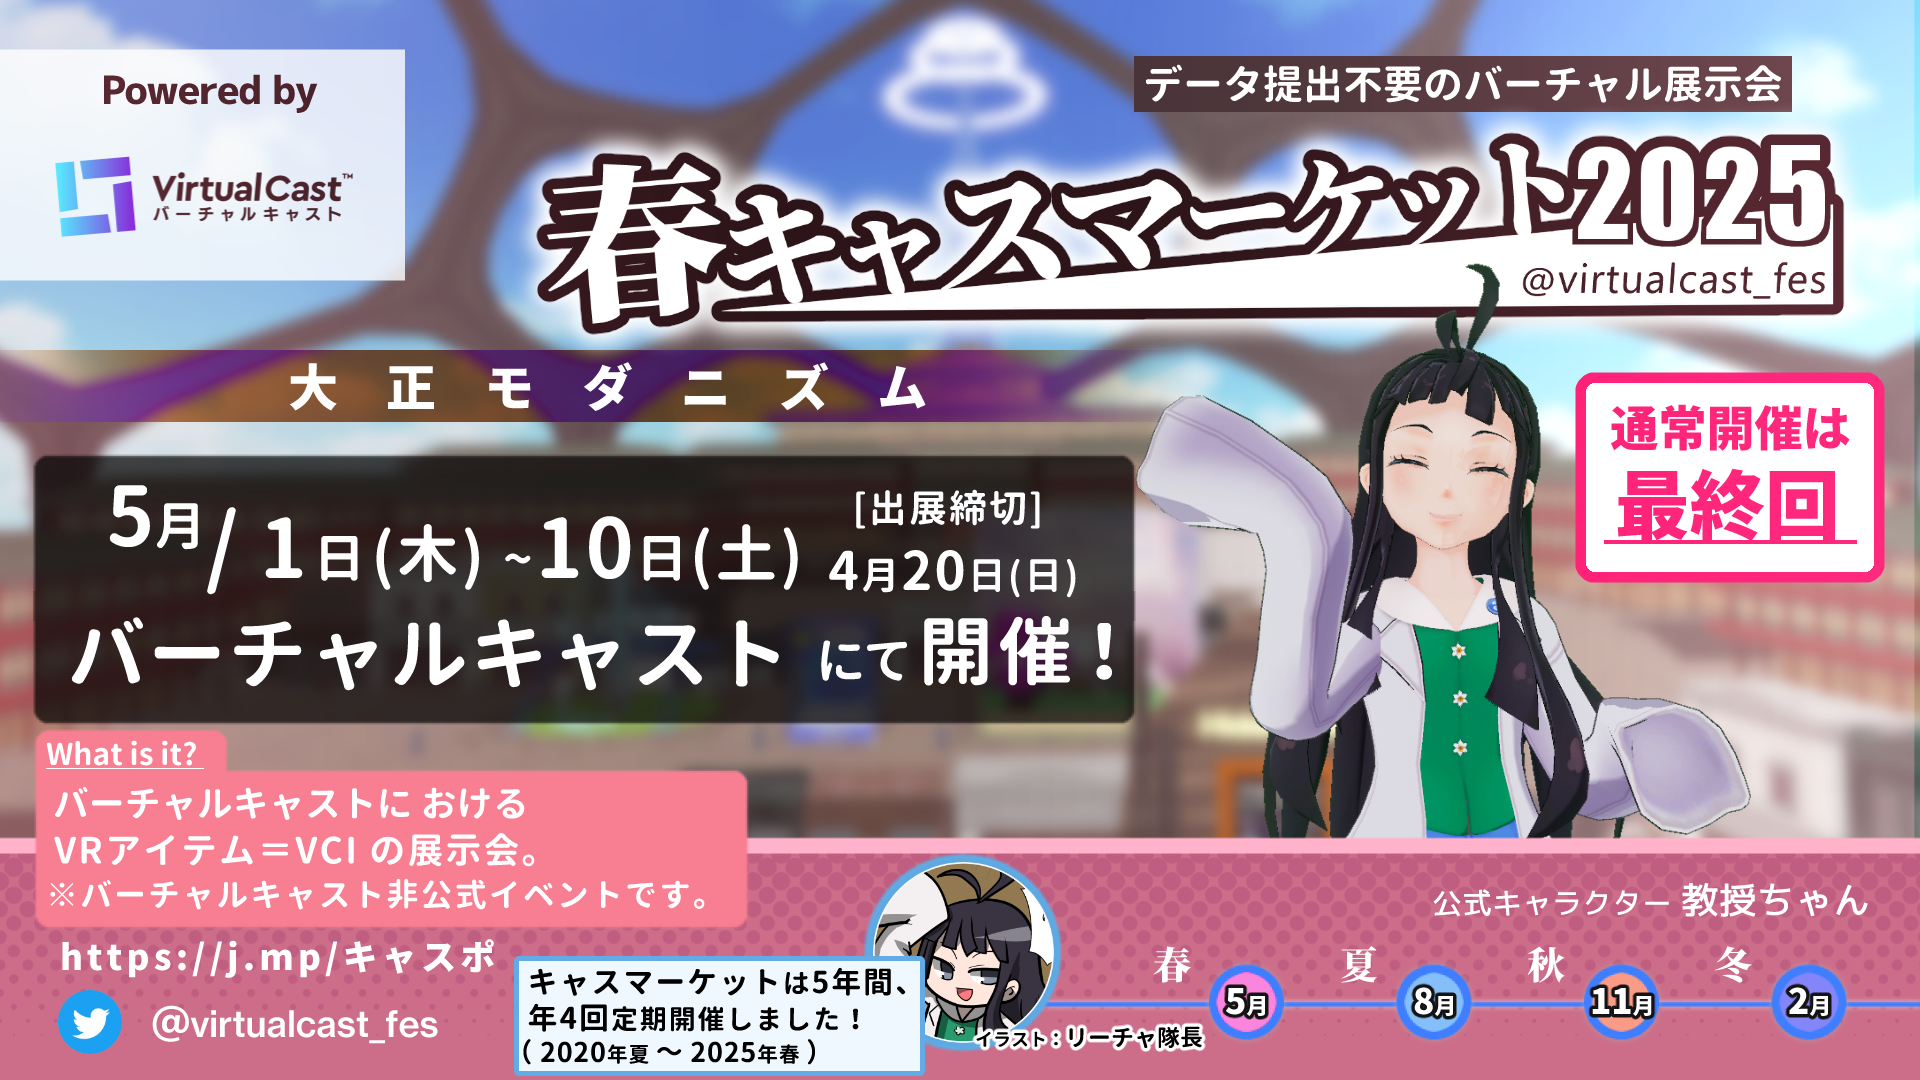 Powered by
VirtualCast™
バーチャルキャスト
データ提出不要のバーチャル展示会
春キャスマーケット2025
@virtualcast_fes
大正モダニズム
通常開催は
最終回
5月/1日(木)~10日(土)
[出展締切]
4月20日(日)
バーチャルキャストにて開催!
What is it?
バーチャルキャストに おける
VRアイテム=VCI の展示会。
※バーチャルキャスト非公式イベントです。
https://j.mp/キャスポ
@virtualcast_fes
キャスマーケットは5年間、
年4回定期開催しました!
( 2020年夏 〜 2025年春 )
イラスト:リーチャ隊長
公式キャラクター 教授ちゃん
春 夏 秋 冬
5月 8月 11月 2月